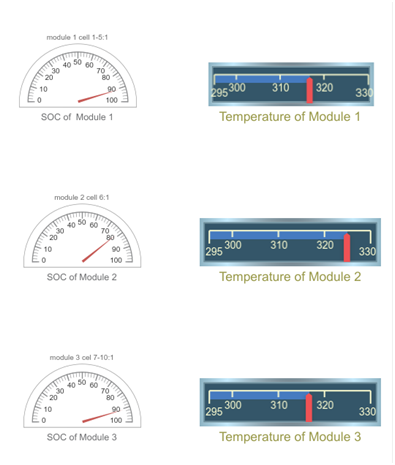 module 1 cell 1-5:1
0 10 20 30 40 50 60 70 80 90 100
SOC of Module 1
295 300 310 320 330
Temperature of Module 1
module 2 cell 6:1
0 10 20 30 40 50 60 70 80 90 100
SOC of Module 2
295 300 310 320 330
Temperature of Module 2
module 3 cel 7-10:1
0 10 20 30 40 50 60 70 80 90 100
SOC of Module 3
295 300 310 320 330
Temperature of Module 3